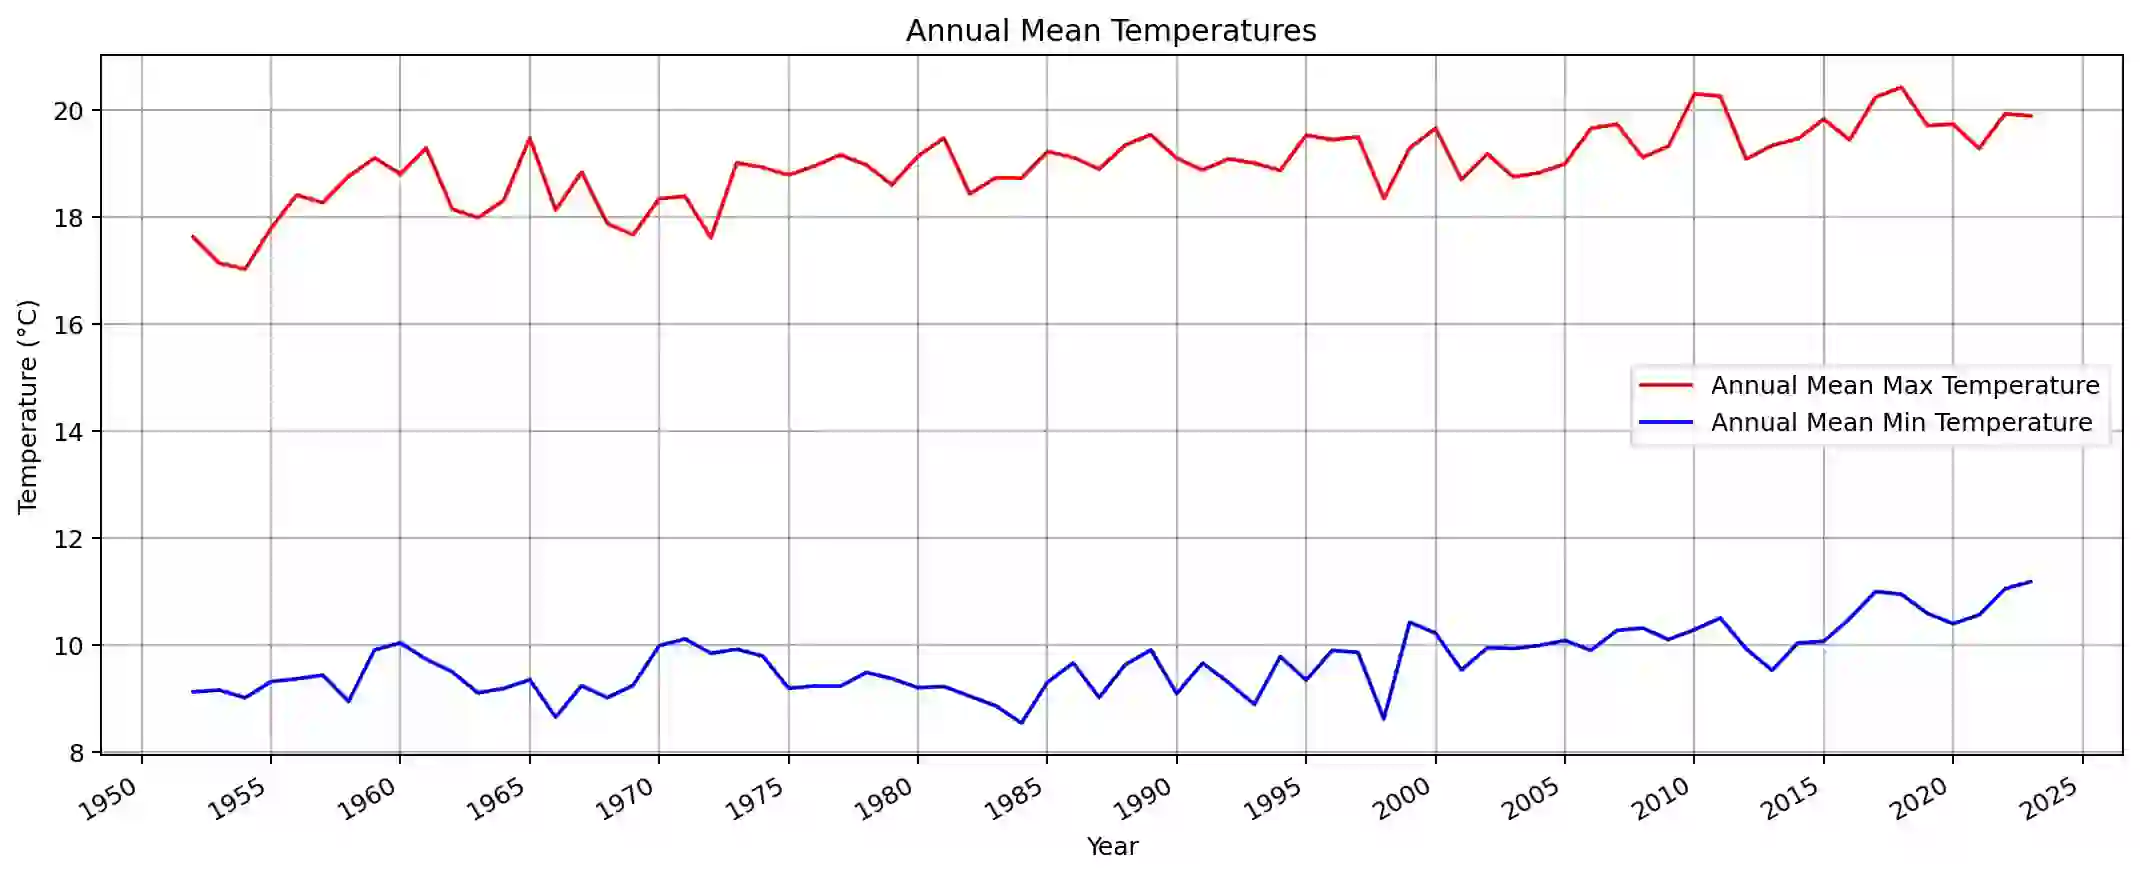 Annual Mean Temperatures
Temperature (°C)
20
18
16
14
12
10
8
Annual Mean Max Temperature
Annual Mean Min Temperature
1950 1955 1960 1965 1970 1975 1980 1985 1990 1995 2000 2005 2010 2015 2020 2025
Year